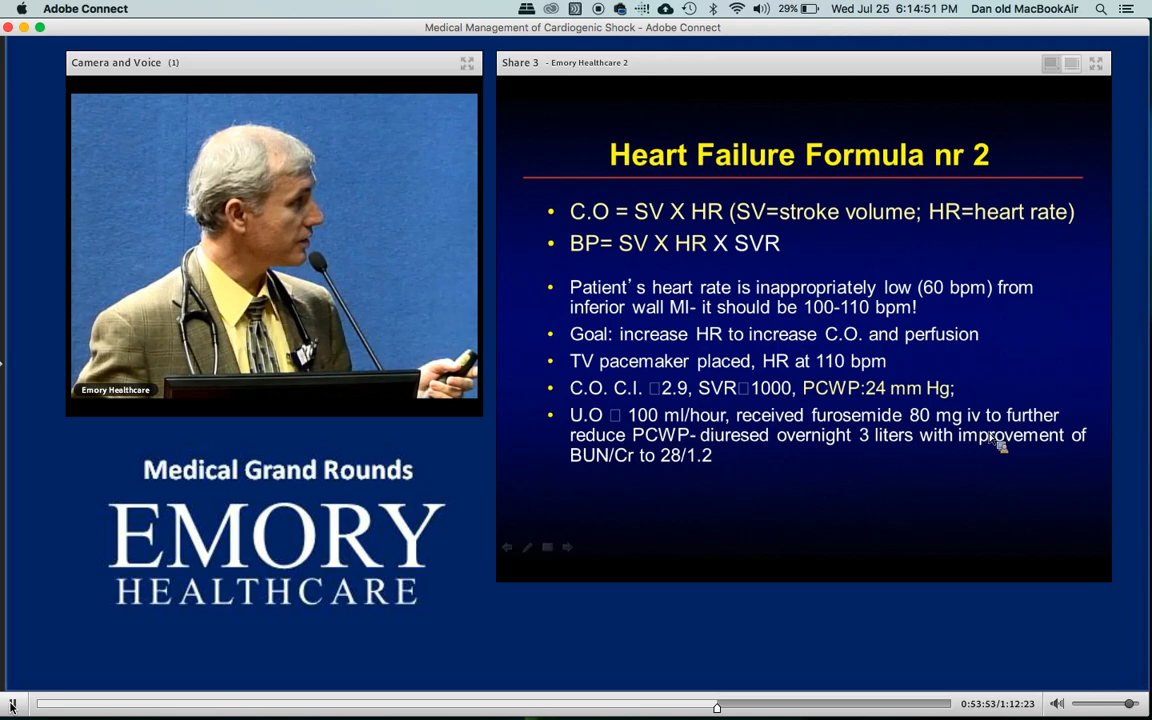 Adobe Connect
29%
Wed Jul 25 6:14:51 PM
Dan old MacBookAir
Medical Management of Cardiogenic Shock - Adobe Connect
Camera and Voice (1)
Share 3 - Emory Healthcare 2
Emory Healthcare
Heart Failure Formula nr 2
• C.O = SV X HR (SV=stroke volume; HR=heart rate)
• BP= SV X HR X SVR
• Patient’s heart rate is inappropriately low (60 bpm) from
inferior wall MI- it should be 100-110 bpm!
• Goal: increase HR to increase C.O. and perfusion
• TV pacemaker placed, HR at 110 bpm
• C.O. C.I. □2.9, SVR□1000, PCWP:24 mm Hg;
• U.O □ 100 ml/hour, received furosemide 80 mg iv to further
reduce PCWP- diuresed overnight 3 liters with improvement of
BUN/Cr to 28/1.2
Medical Grand Rounds
EMORY
HEALTHCARE
0:53:53/1:12:23